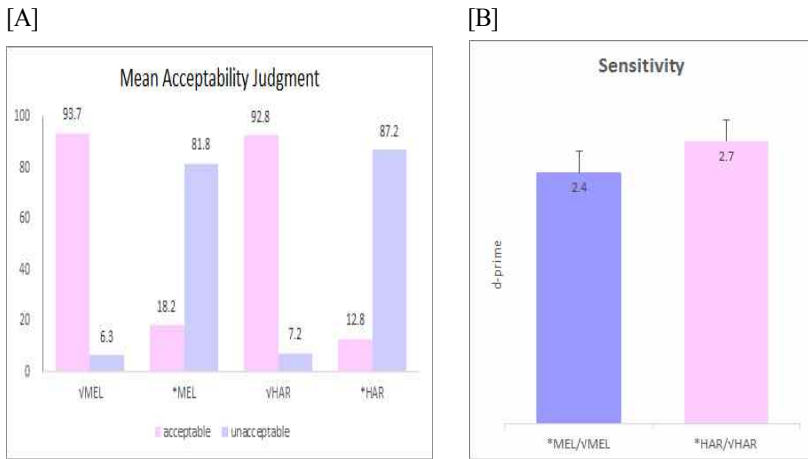 [A]
Mean Acceptability Judgment
100
80
60
40
20
0
93.7
6.3
18.2
81.8
92.8
7.2
12.8
87.2
√MEL
*MEL
√HAR
*HAR
acceptable unacceptable
[B]
Sensitivity
d-prime
2.4
2.7
*MEL/√MEL
*HAR/√HAR